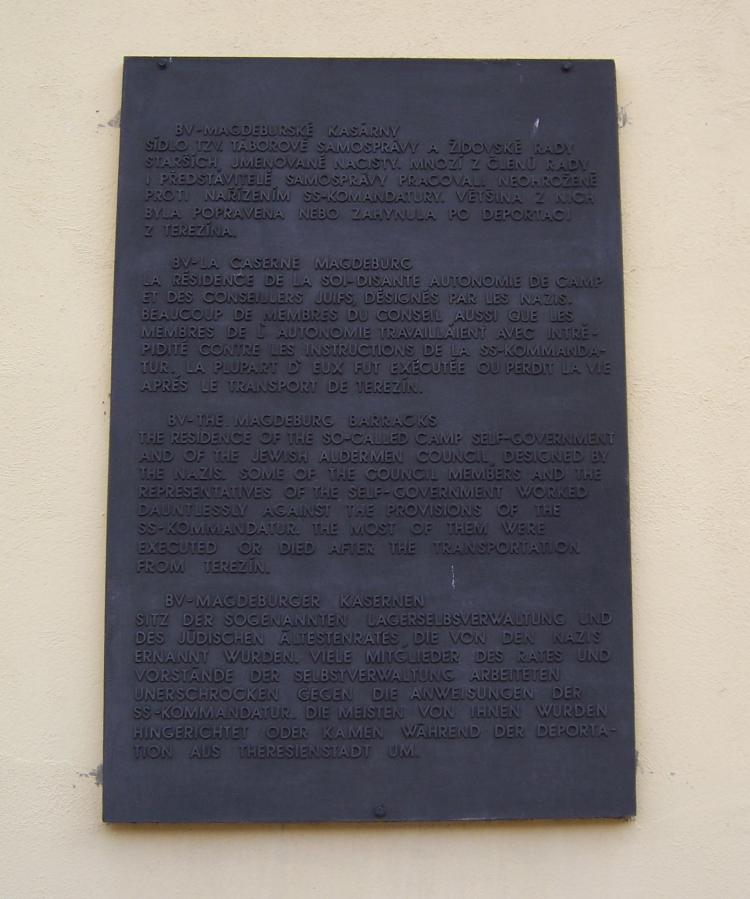 BV-MAGDEBURSKÉ KASÁRNY
SÍDLO TZV. TÁBOROVÉ SAMOSPRÁVY A ŽIDOVSKÉ RADY
STARŠÍCH, JMENOVANÉ NACISTY. MNOZÍ Z ČLENŮ RADY
I PŘEDSTAVITELÉ SAMOSPRÁVY PRACOVALI NEOHROŽENĚ
PROTI NAŘÍZENÍM SS-KOMANDATURY. VĚTŠINA Z NICH
BYLA POPRAVENA NEBO ZAHYNULA PO DEPORTACI
Z TEREZÍNA.
BV-LA CASERNE MAGDEBURG
LA RÉSIDENCE DE LA SOI-DISANTE AUTONOMIE DE CAMP
ET DES CONSEILLERS JUIFS, DÉSIGNÉS PAR LES NAZIS.
BEAUCOUP DE MEMBRES DU CONSEIL AUSSI QUE LES
MEMBRES DE L' AUTONOMIE TRAVAILLAIENT AVEC INTRÉ-
PIDITÉ CONTRE LES INSTRUCTIONS DE LA SS-KOMMANDA-
TUR. LA PLUPART D' EUX FUT EXÉCUTÉE OU PERDIT LA VIE
APRÉS LE TRANSPORT DE TEREZÍN.
BV-THE MAGDEBURG BARRACKS
THE RESIDENCE OF THE SO-CALLED CAMP SELF-GOVERNMENT
AND OF THE JEWISH ALDERMEN COUNCIL, DESIGNED BY
THE NAZIS. SOME OF THE COUNCIL MEMBERS AND THE
REPRESENTATIVES OF THE SELF-GOVERNMENT WORKED
DAUNTLESSLY AGAINST THE PROVISIONS OF THE
SS-KOMMANDATUR. THE MOST OF THEM WERE
EXECUTED OR DIED AFTER THE TRANSPORTATION
FROM TEREZÍN.
BV-MAGDEBURGER KASERNEN
SITZ DER SOGENANNTEN LAGERSELBSVERWALTUNG UND
DES JÜDISCHEN ÄLTESTENRATES, DIE VON DEN NAZIS
ERNANNT WURDEN. VIELE MITGLIEDER DES RATES UND
VORSTÄNDE DER SELBSTVERWALTUNG ARBEITETEN
UNERSCHROCKEN GEGEN DIE ANWEISUNGEN DER
SS-KOMMANDATUR. DIE MEISTEN VON IHNEN WURDEN
HINGERICHTET ODER KAMEN WÄHREND DER DEPORTA-
TION AUS THERESIENSTADT UM.